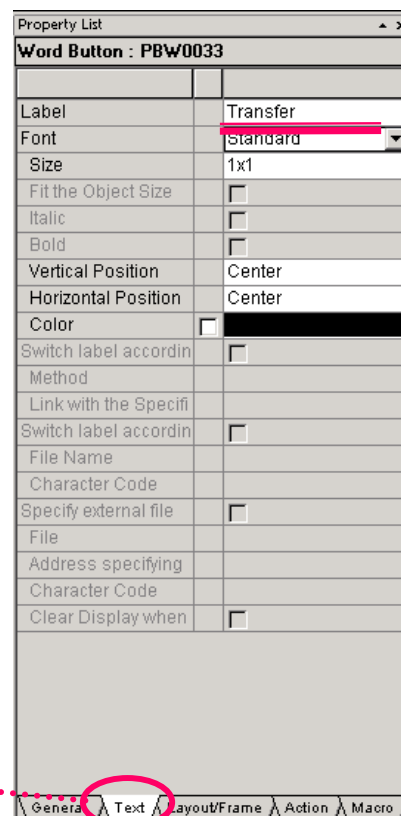 Property List
Word Button : PBW0033
Label Transfer
Font Standard
Size 1x1
Fit the Object Size
Italic
Bold
Vertical Position Center
Horizontal Position Center
Color
Switch label accordin
Method
Link with the Specifi
Switch label accordin
File Name
Character Code
Specify external file
File
Address specifying
Character Code
Clear Display when
General Text Layout/Frame Action Macro